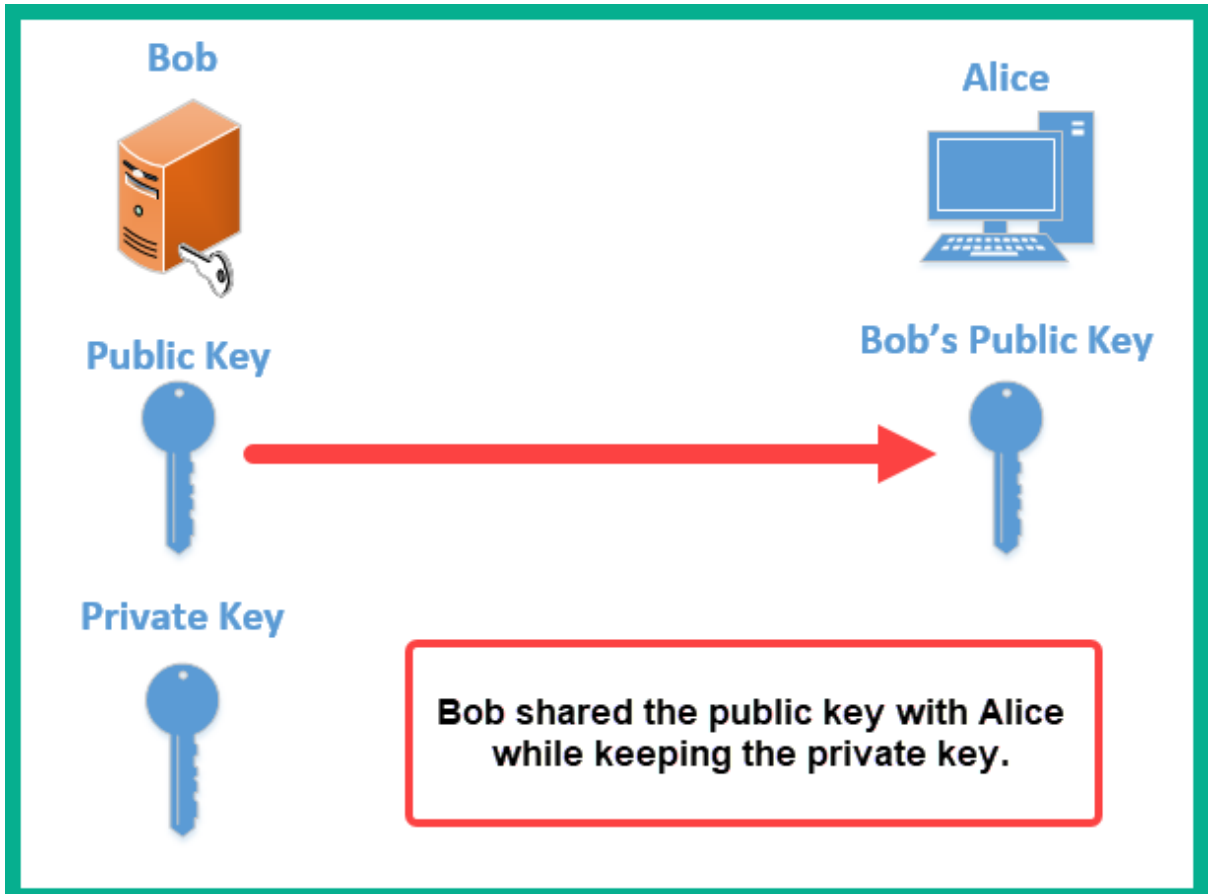 Bob
Alice
Public Key
Bob’s Public Key
Private Key
Bob shared the public key with Alice
while keeping the private key.